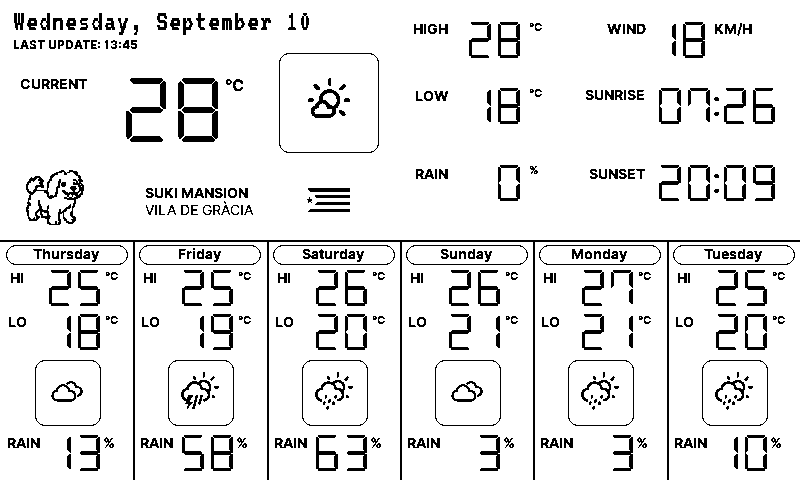 Wednesday, September 10
LAST UPDATE: 13:45
CURRENT 28 °C
HIGH 28 °C
WIND 18 KM/H
LOW 18 °C
SUNRISE 07:26
RAIN 0 %
SUNSET 20:09
SUKI MANSION
VILA DE GRÀCIA
Thursday
HI 25 °C
LO 18 °C
RAIN 13 %
Friday
HI 25 °C
LO 19 °C
RAIN 58 %
Saturday
HI 26 °C
LO 20 °C
RAIN 63 %
Sunday
HI 26 °C
LO 21 °C
RAIN 3 %
Monday
HI 27 °C
LO 21 °C
RAIN 3 %
Tuesday
HI 25 °C
LO 20 °C
RAIN 10 %